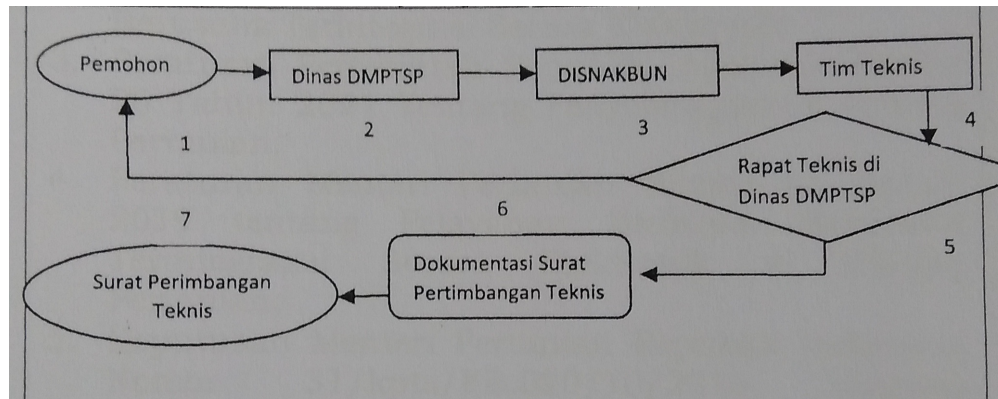 Pemohon
Dinas DMPTSP
DISNAKBUN
Tim Teknis
1
2
3
4
Rapat Teknis di
Dinas DMPTSP
5
6
7
Dokumentasi Surat
Pertimbangan Teknis
Surat Perimbangan
Teknis